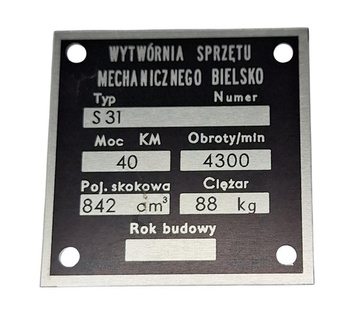 WYTWÓRNIA SPRZĘTU
MECHANICZNEGO BIELSKO
Typ Numer
S 31
Moc KM Obroty/min
40 4300
Poj. skokowa Ciężar
842 cm³ 88 kg
Rok budowy